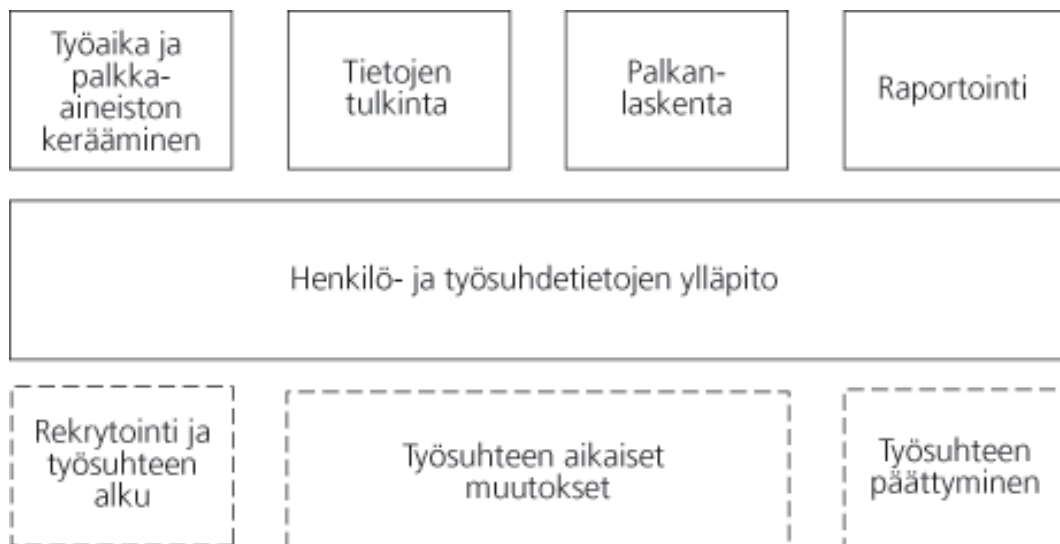 Työaika ja
palkka-
aineiston
kerääminen
Tietojen
tulkinta
Palkan-
laskenta
Raportointi
Henkilö- ja työsuhdetietojen ylläpito
Rekrytointi ja
työsuhteen
alku
Työsuhteen aikaiset
muutokset
Työsuhteen
päättyminen